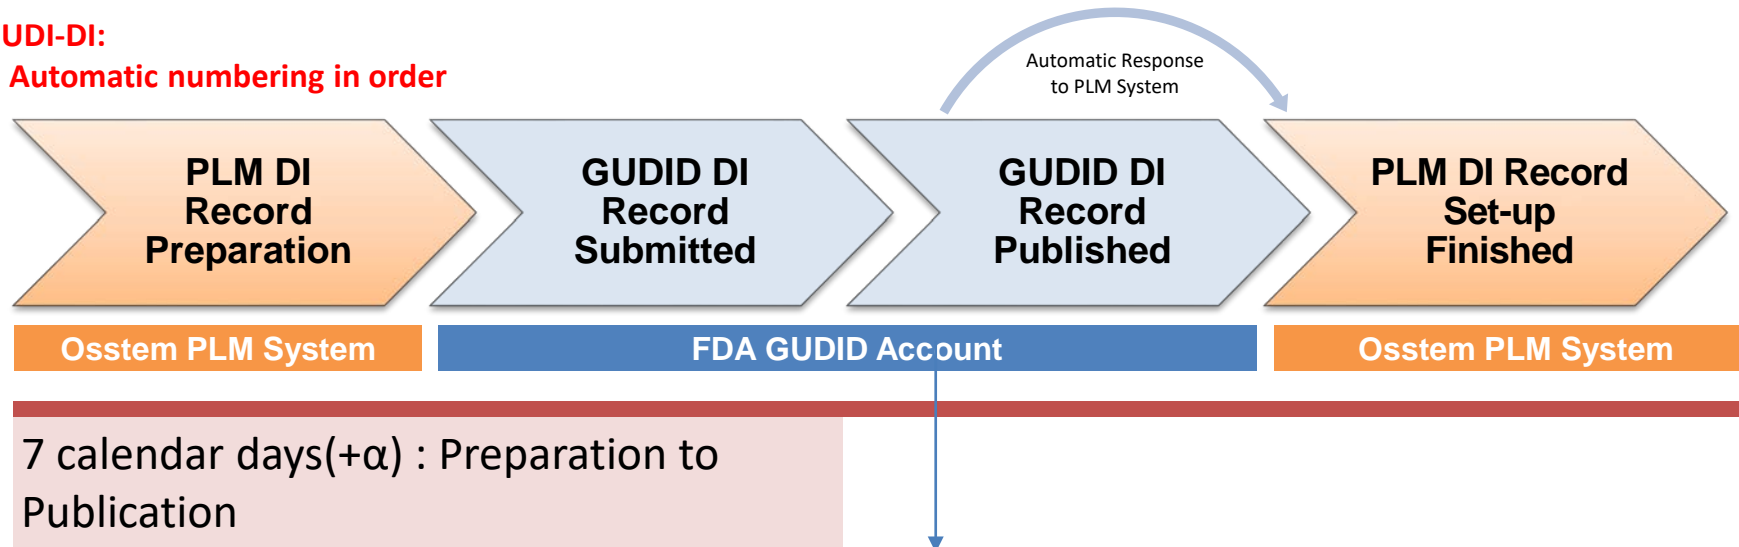 UDI-DI:
Automatic numbering in order
Automatic Response
to PLM System
PLM DI
Record
Preparation
GUDID DI
Record
Submitted
GUDID DI
Record
Published
PLM DI Record
Set-up
Finished
Osstem PLM System
FDA GUDID Account
Osstem PLM System
7 calendar days(+α) : Preparation to
Publication